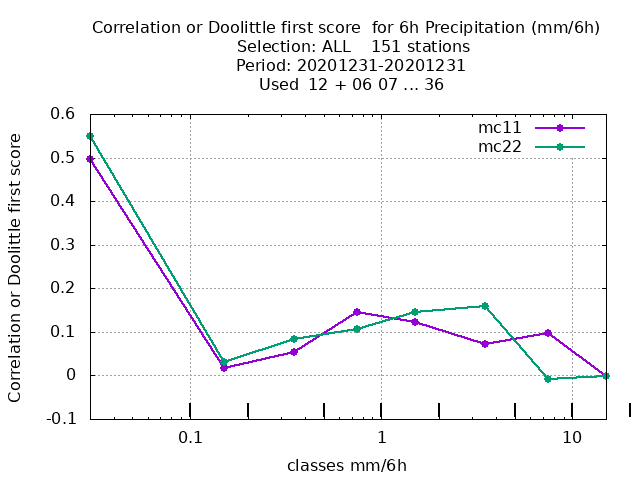 Correlation or Doolittle first score  for 6h Precipitation (mm/6h)
Selection: ALL    151 stations
Period: 20201231-20201231
Used  12 + 06 07 ... 36
Correlation or Doolittle first score
0.6
0.5
0.4
0.3
0.2
0.1
0
-0.1
mc11
mc22
0.1
1
10
classes mm/6h